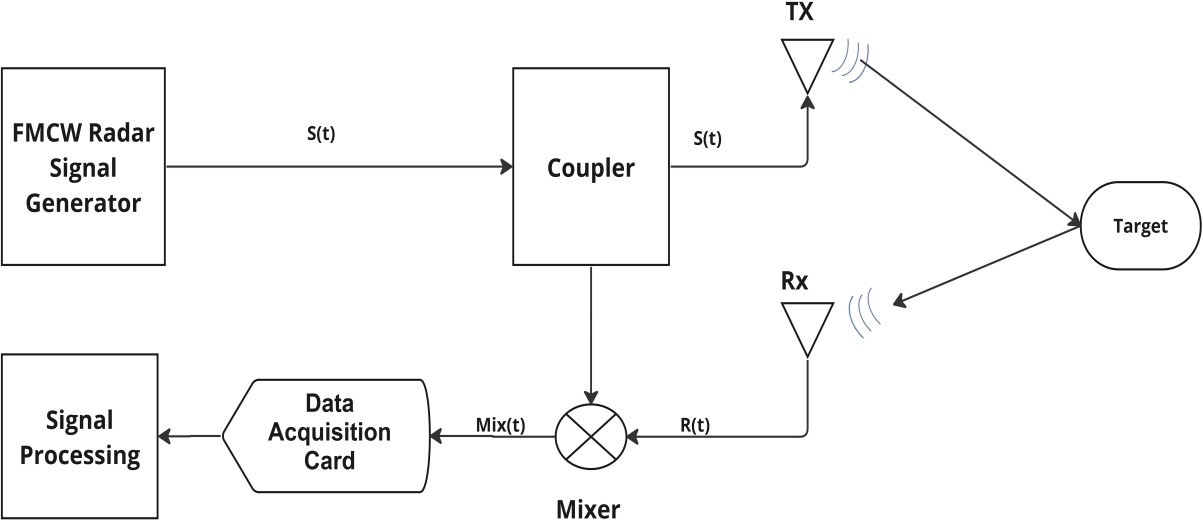 TX
FMCW Radar
Signal
Generator
S(t)
Coupler
S(t)
Target
Rx
Signal
Processing
Data
Acquisition
Card
Mix(t)
R(t)
Mixer